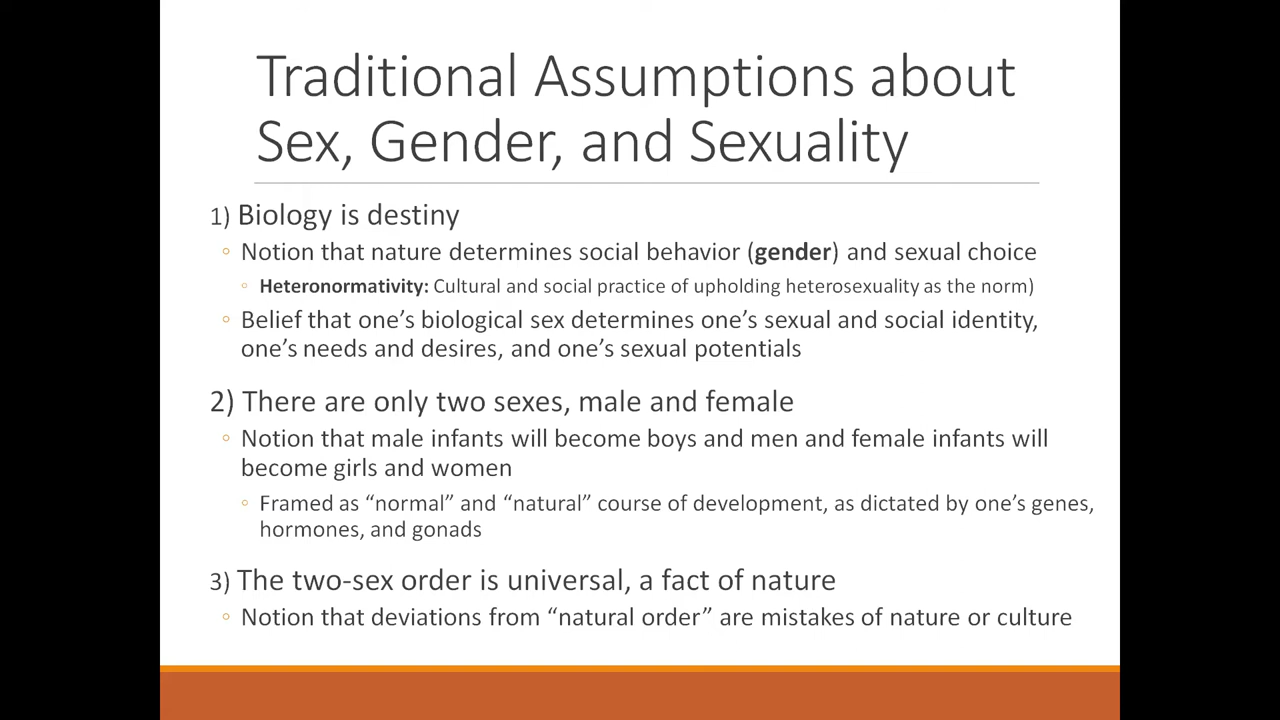 Traditional Assumptions about
Sex, Gender, and Sexuality
1) Biology is destiny
◦ Notion that nature determines social behavior (gender) and sexual choice
◦ Heteronormativity: Cultural and social practice of upholding heterosexuality as the norm)
◦ Belief that one’s biological sex determines one’s sexual and social identity,
one’s needs and desires, and one’s sexual potentials
2) There are only two sexes, male and female
◦ Notion that male infants will become boys and men and female infants will
become girls and women
◦ Framed as “normal” and “natural” course of development, as dictated by one’s genes,
hormones, and gonads
3) The two-sex order is universal, a fact of nature
◦ Notion that deviations from “natural order” are mistakes of nature or culture